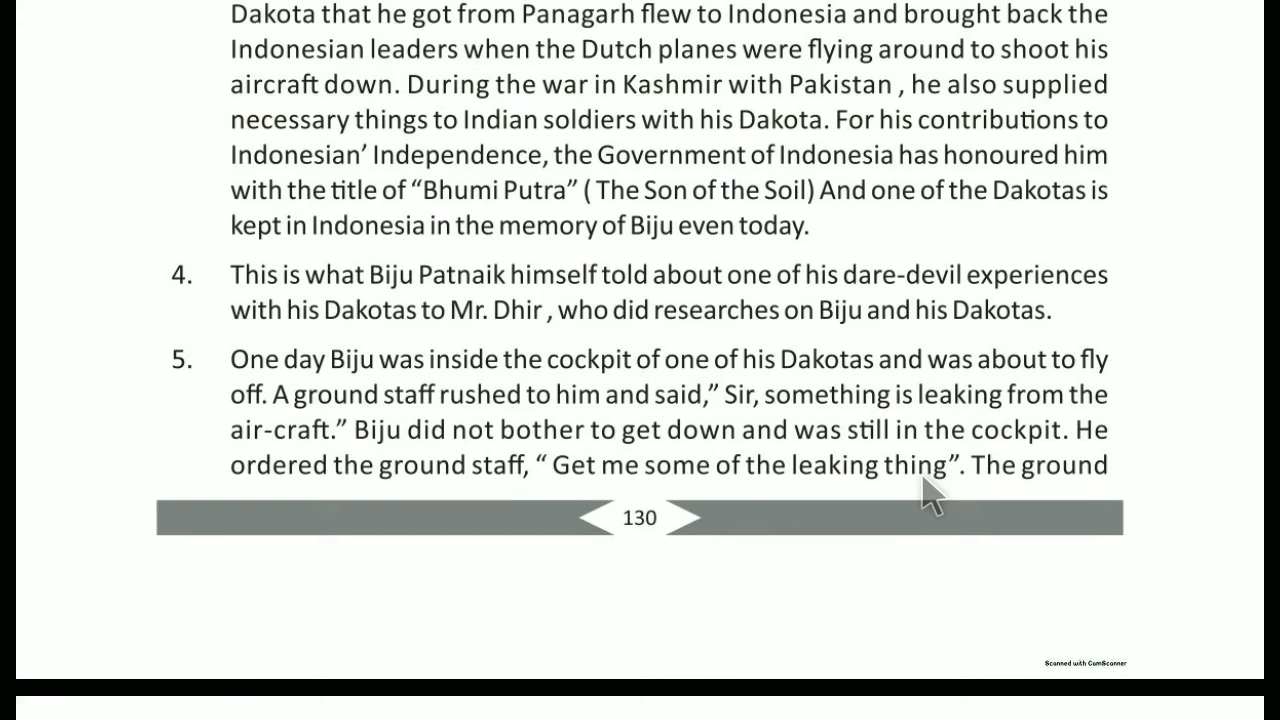 Dakota that he got from Panagarh flew to Indonesia and brought back the
Indonesian leaders when the Dutch planes were flying around to shoot his
aircraft down. During the war in Kashmir with Pakistan , he also supplied
necessary things to Indian soldiers with his Dakota. For his contributions to
Indonesian’ Independence, the Government of Indonesia has honoured him
with the title of “Bhumi Putra” ( The Son of the Soil) And one of the Dakotas is
kept in Indonesia in the memory of Biju even today.
4. This is what Biju Patnaik himself told about one of his dare-devil experiences
with his Dakotas to Mr. Dhir , who did researches on Biju and his Dakotas.
5. One day Biju was inside the cockpit of one of his Dakotas and was about to fly
off. A ground staff rushed to him and said,” Sir, something is leaking from the
air-craft.” Biju did not bother to get down and was still in the cockpit. He
ordered the ground staff, “ Get me some of the leaking thing”. The ground
130
Scanned with CamScanner